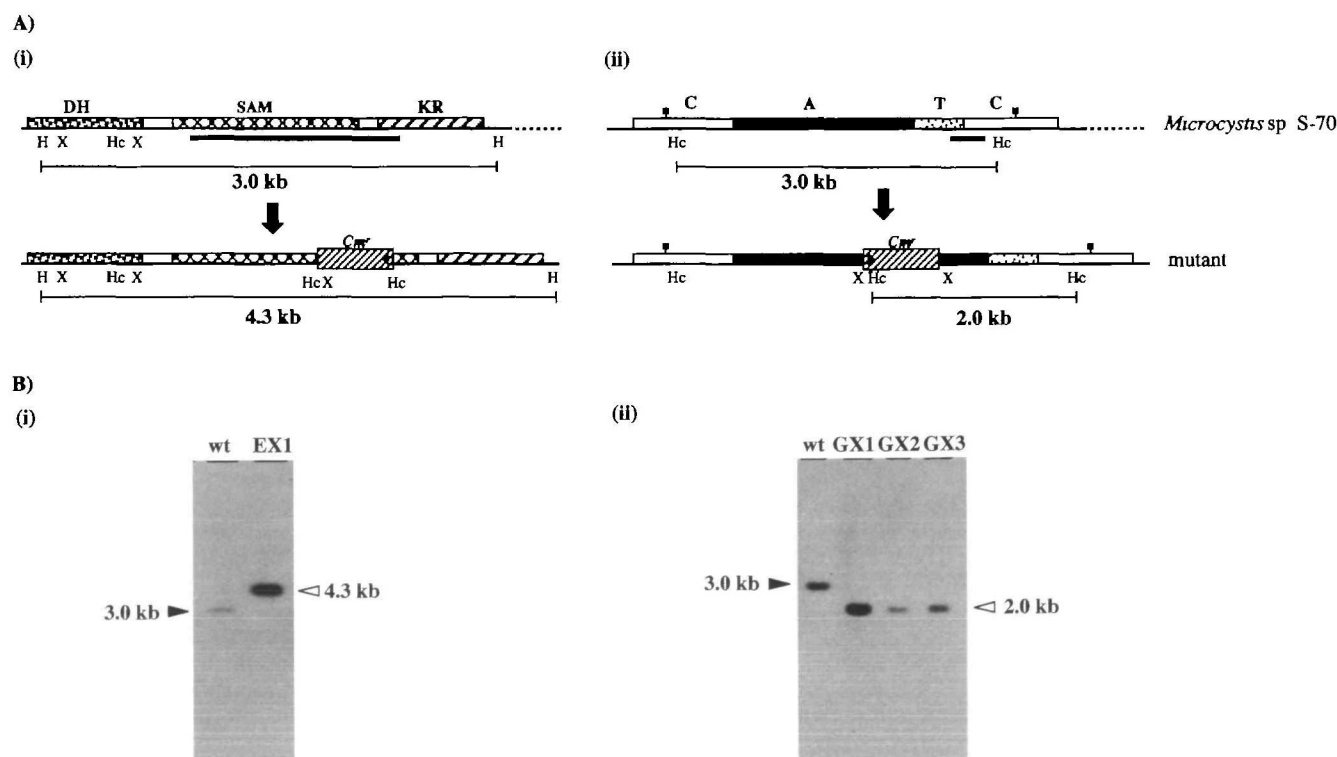 A)
(i)
(ii)
DH SAM KR
C A T C
H X Hc X H
Hc Hc
Microcystis sp S-70
3.0 kb
3.0 kb
Cmr
Cmr
H X Hc X Hc X Hc H
Hc X Hc X Hc
mutant
4.3 kb
2.0 kb
B)
(i)
(ii)
wt EX1
wt GX1 GX2 GX3
3.0 kb
4.3 kb
3.0 kb
2.0 kb